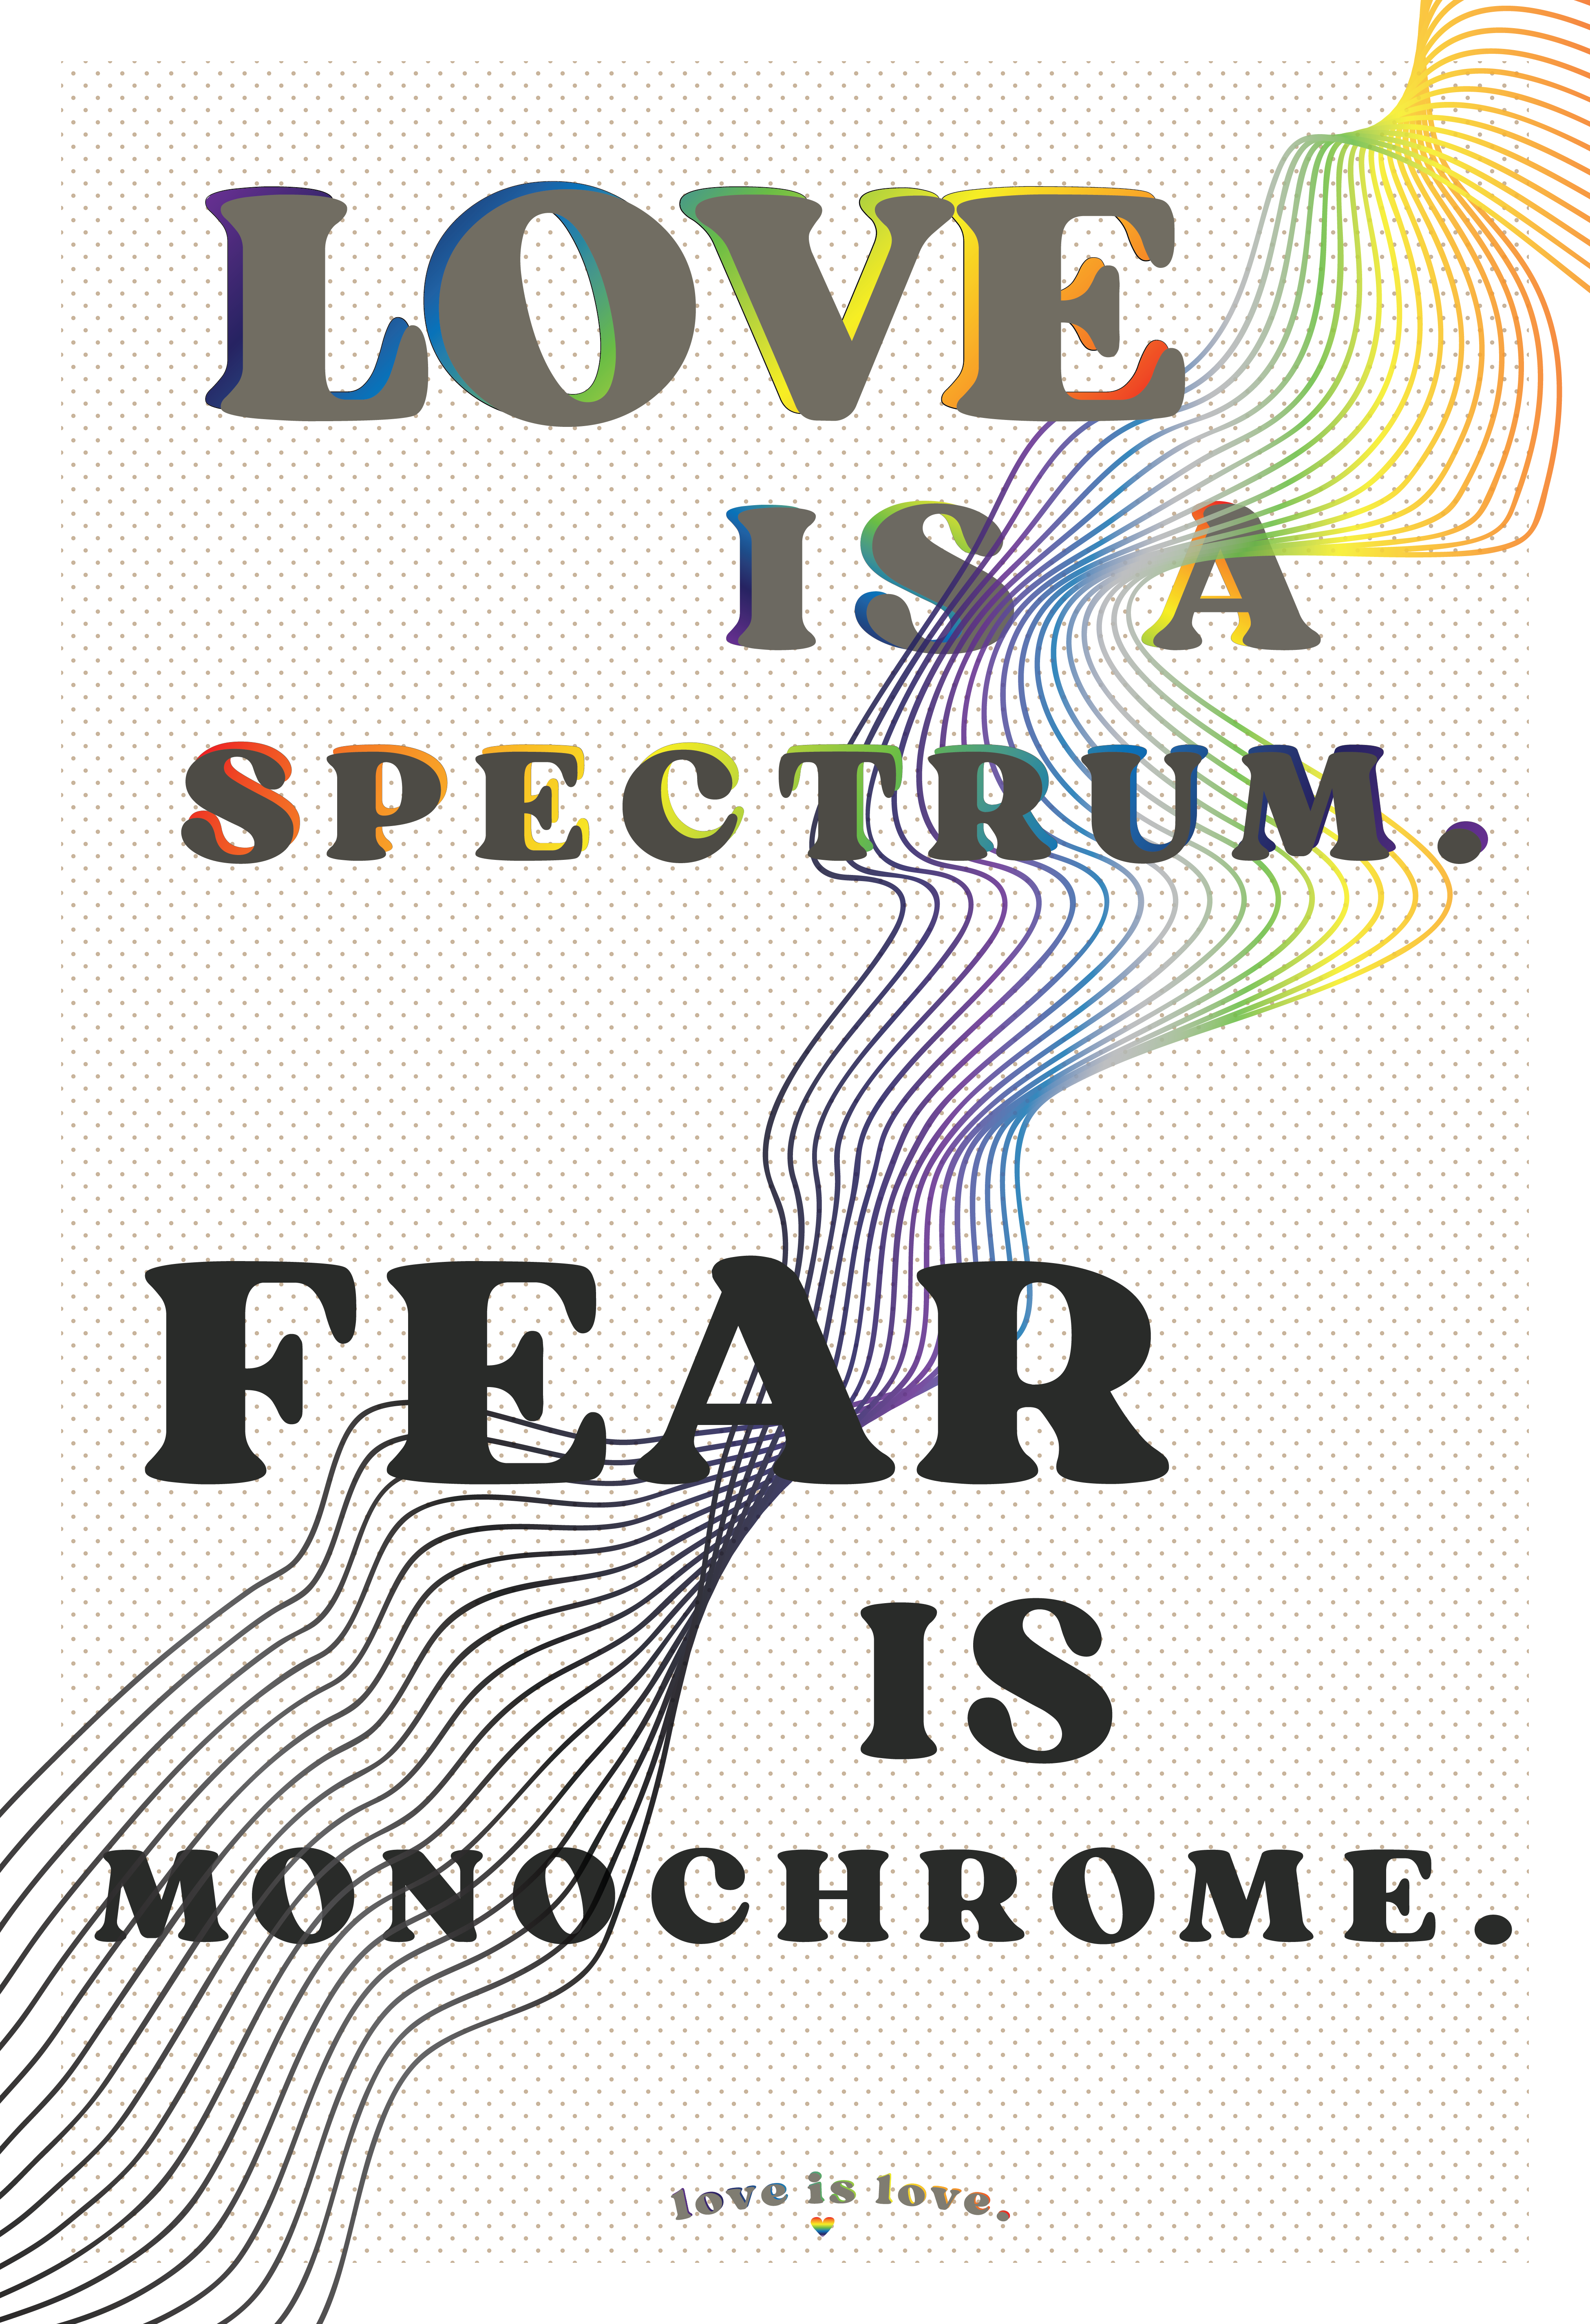 LOVE
IS A
SPECTRUM.
FEAR
IS
MONOCHROME.
love is love.